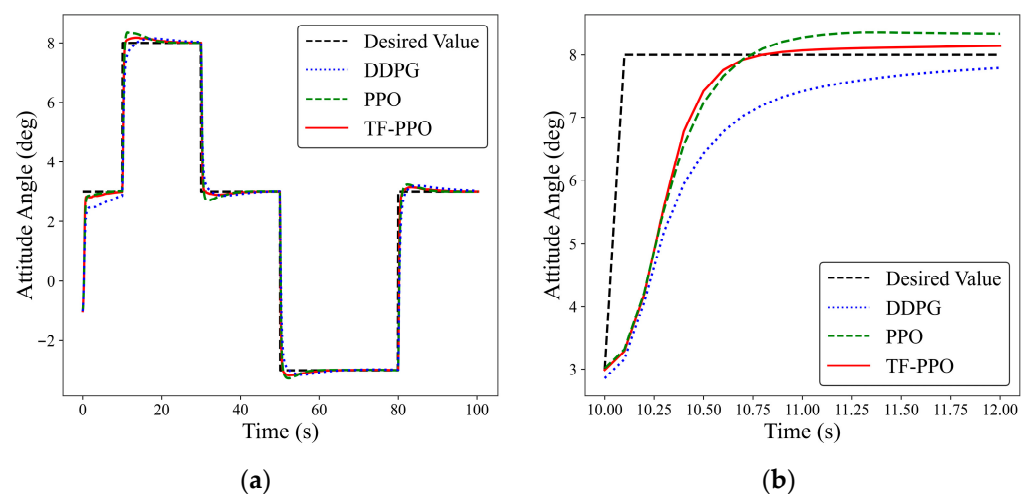 Attitude Angle (deg)
8
6
4
2
0
−2
0
20
40
60
80
100
Time (s)
Desired Value
DDPG
PPO
TF-PPO
(a)
Attitude Angle (deg)
8
7
6
5
4
3
10.00
10.25
10.50
10.75
11.00
11.25
11.50
11.75
12.00
Time (s)
Desired Value
DDPG
PPO
TF-PPO
(b)